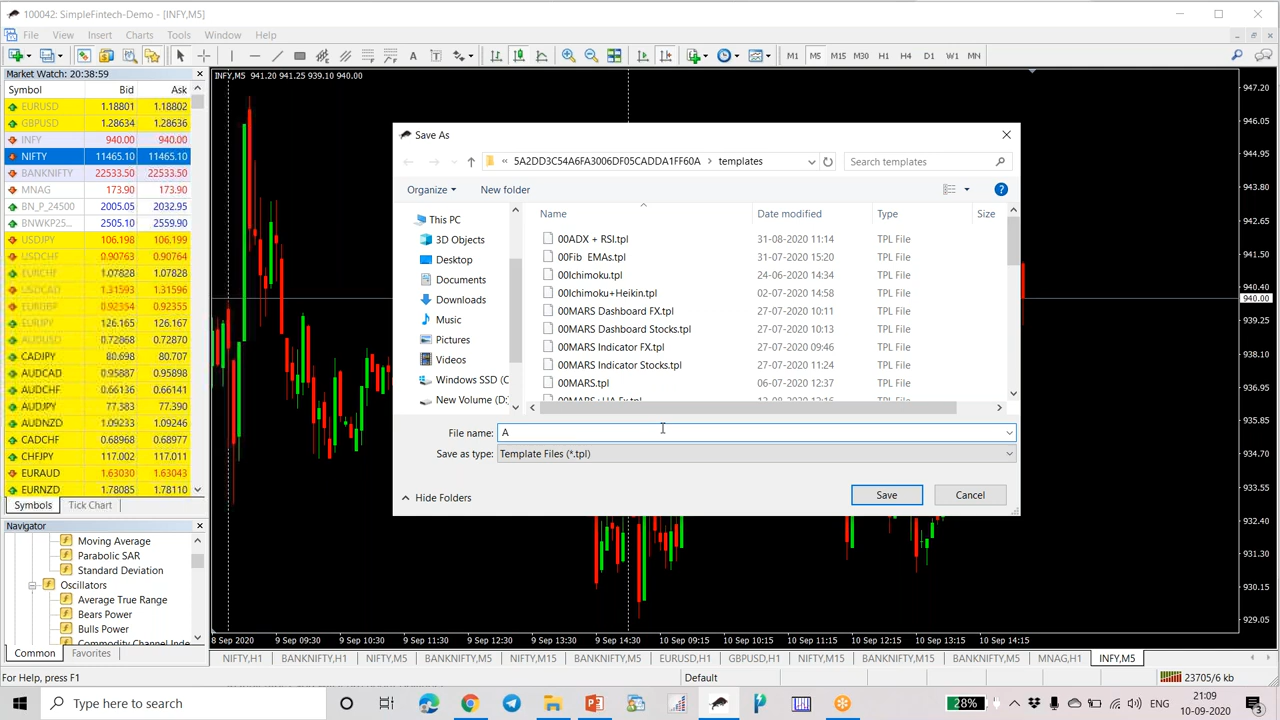 100042: SimpleFintech-Demo - [INFY,M5]
File View Insert Charts Tools Window Help
M1 M5 M15 M30 H1 H4 D1 W1 MN
Market Watch: 20:38:59
Symbol Bid Ask
EURUSD 1.18801 1.18802
GBPUSD 1.28634 1.28636
INFY 940.00 940.00
NIFTY 11465.10 11465.10
BANKNIFTY 22533.50 22533.50
MNAG 173.90 173.90
BN_P_24500 2005.05 2032.95
BNWKP25... 2505.10 2559.90
USDJPY 106.198 106.199
USDCHF 0.90763 0.90764
EURCHF 1.07828 1.07828
USDCAD 1.31593 1.31596
EURGBP 0.92354 0.92355
EURJPY 126.165 126.167
AUDUSD 0.72868 0.72870
CADJPY 80.698 80.707
AUDCAD 0.95887 0.95898
AUDCHF 0.66136 0.66141
AUDJPY 77.383 77.390
AUDNZD 1.09233 1.09246
CADCHF 0.68968 0.68977
CHFJPY 117.002 117.011
EURAUD 1.63030 1.63043
EURNZD 1.78085 1.78110
Symbols Tick Chart
Navigator
Moving Average
Parabolic SAR
Standard Deviation
Oscillators
Average True Range
Bears Power
Bulls Power
Commodity Channel Inde
Common Favorites
INFY,M5 941.20 941.25 939.10 940.00
Save As
« 5A2DD3C54A6FA3006DF05CADDA1FF60A > templates
Search templates
Organize New folder
This PC
3D Objects
Desktop
Documents
Downloads
Music
Pictures
Videos
Windows SSD (C
New Volume (D:
Name Date modified Type Size
00ADX + RSI.tpl 31-08-2020 11:14 TPL File
00Fib EMAs.tpl 31-07-2020 15:20 TPL File
00Ichimoku.tpl 24-06-2020 14:34 TPL File
00Ichimoku+Heikin.tpl 02-07-2020 14:58 TPL File
00MARS Dashboard FX.tpl 27-07-2020 10:11 TPL File
00MARS Dashboard Stocks.tpl 27-07-2020 10:13 TPL File
00MARS Indicator FX.tpl 27-07-2020 09:46 TPL File
00MARS Indicator Stocks.tpl 27-07-2020 11:24 TPL File
00MARS.tpl 06-07-2020 12:37 TPL File
File name: A
Save as type: Template Files (*.tpl)
Hide Folders
Save Cancel
947.20
946.05
944.95
943.80
942.65
941.50
940.00
939.25
938.10
936.95
935.85
934.70
933.55
932.40
931.30
930.15
929.05
8 Sep 2020 9 Sep 09:30 9 Sep 10:30 9 Sep 11:30 9 Sep 12:30 9 Sep 13:30 9 Sep 14:30 10 Sep 09:15 10 Sep 10:15 10 Sep 11:15 10 Sep 12:15 10 Sep 13:15 10 Sep 14:15
NIFTY,H1 BANKNIFTY,H1 NIFTY,M5 BANKNIFTY,M5 NIFTY,M15 BANKNIFTY,M5 EURUSD,H1 GBPUSD,H1 NIFTY,M15 BANKNIFTY,M15 BANKNIFTY,M5 MNAG,H1 INFY,M5
For Help, press F1
Default
23705/6 kb
Type here to search
28%
ENG
21:09
10-09-2020
3